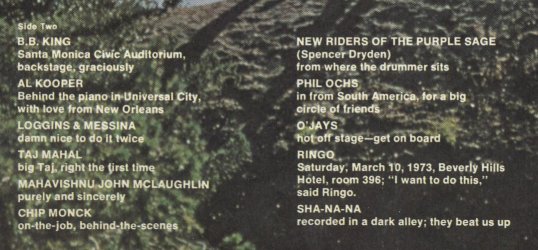 Side Two
B.B. KING
Santa Monica Civic Auditorium,
backstage, graciously
AL KOOPER
Behind the piano in Universal City,
with love from New Orleans
LOGGINS & MESSINA
damn nice to do it twice
TAJ MAHAL
big Taj, right the first time
MAHAVISHNU JOHN MCLAUGHLIN
purely and sincerely
CHIP MONCK
on-the-job, behind-the-scenes
NEW RIDERS OF THE PURPLE SAGE
(Spencer Dryden)
from where the drummer sits
PHIL OCHS
in from South America, for a big
circle of friends
O'JAYS
hot off stage—get on board
RINGO
Saturday, March 10, 1973, Beverly Hills
Hotel, room 396; "I want to do this,"
said Ringo.
SHA-NA-NA
recorded in a dark alley; they beat us up